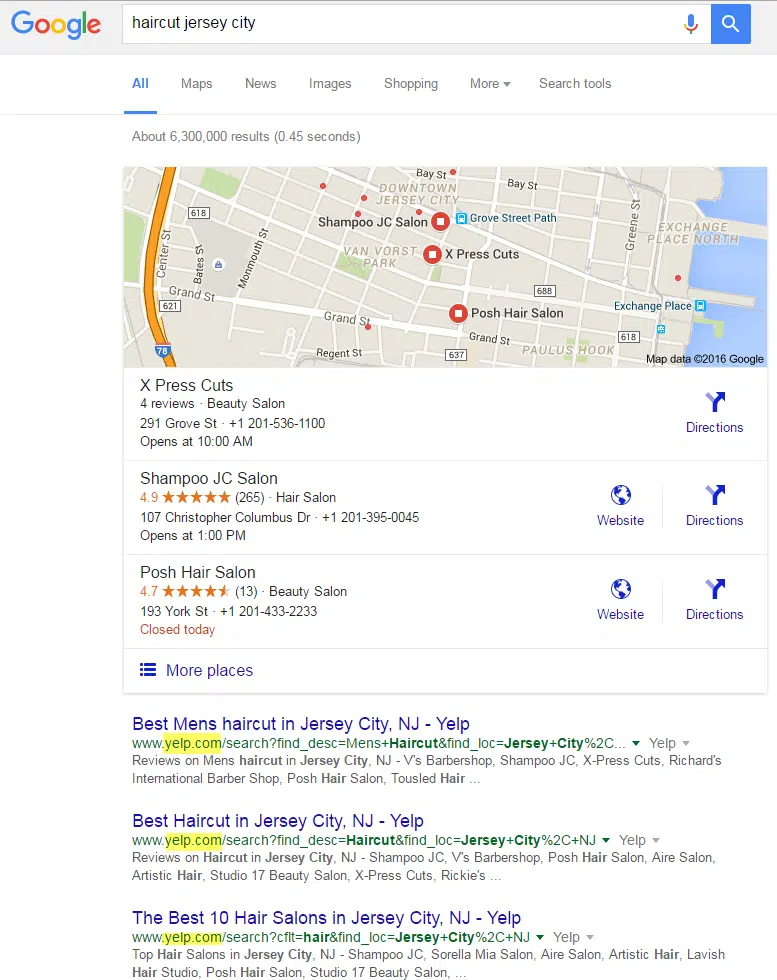 Google
haircut jersey city
All Maps News Images Shopping More Search tools
About 6,300,000 results (0.45 seconds)
Bay St
Bay St
DOWNTOWN
JERSEY CITY
618
Shampoo JC Salon
Grove Street Path
Greene St
EXCHANGE
PLACE NORTH
Center St
Bates St
Monmouth St
VAN VORST
PARK
X Press Cuts
Grand St
688
621
Exchange Place
Posh Hair Salon
Grand St
Grand St
618
78
Regent St
637
PAULUS HOOK
Map data ©2016 Google
X Press Cuts
4 reviews · Beauty Salon
291 Grove St · +1 201-536-1100
Opens at 10:00 AM
Directions
Shampoo JC Salon
4.9 ★★★★★ (265) · Hair Salon
107 Christopher Columbus Dr · +1 201-395-0045
Opens at 1:00 PM
Website Directions
Posh Hair Salon
4.7 ★★★★★ (13) · Beauty Salon
193 York St · +1 201-433-2233
Closed today
Website Directions
More places
Best Mens haircut in Jersey City, NJ - Yelp
www.yelp.com/search?find_desc=Mens+Haircut&find_loc=Jersey+City%2C... Yelp
Reviews on Mens haircut in Jersey City, NJ - V's Barbershop, Shampoo JC, X-Press Cuts, Richard's
International Barber Shop, Posh Hair Salon, Tousled Hair ...
Best Haircut in Jersey City, NJ - Yelp
www.yelp.com/search?find_desc=Haircut&find_loc=Jersey+City%2C+NJ Yelp
Reviews on Haircut in Jersey City, NJ - Shampoo JC, V's Barbershop, Posh Hair Salon, Aire Salon,
Artistic Hair, Studio 17 Beauty Salon, X-Press Cuts, Rickie's ...
The Best 10 Hair Salons in Jersey City, NJ - Yelp
www.yelp.com/search?cflt=hair&find_loc=Jersey+City%2C+NJ Yelp
Top Hair Salons in Jersey City, NJ - Shampoo JC, Sorella Mia Salon, Aire Salon, Artistic Hair, Lavish
Hair Studio, Posh Hair Salon, Studio 17 Beauty Salon, ...